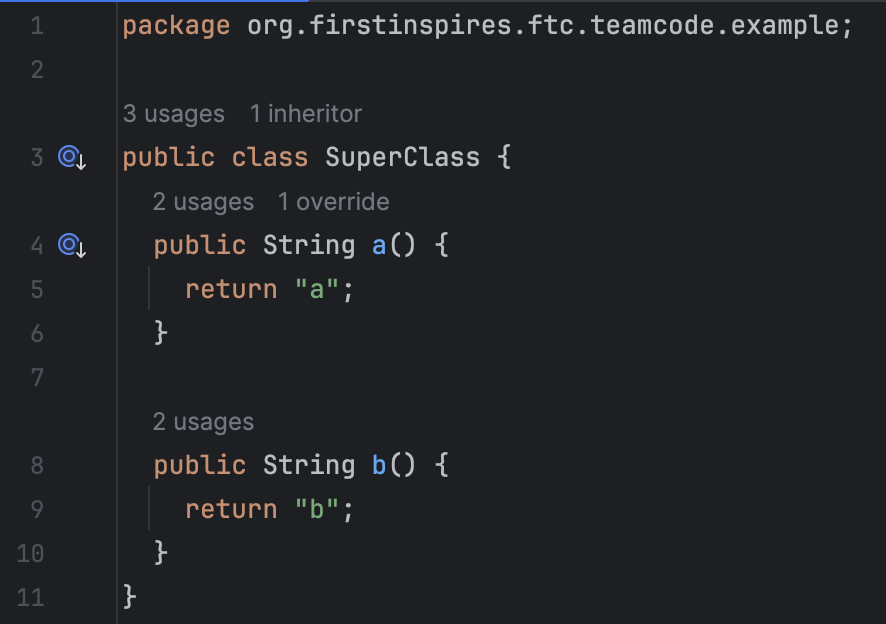 1 package org.firstinspires.ftc.teamcode.example;
2
3 usages 1 inheritor
3 public class SuperClass {
2 usages 1 override
4 public String a() {
5 return "a";
6 }
7
2 usages
8 public String b() {
9 return "b";
10 }
11 }